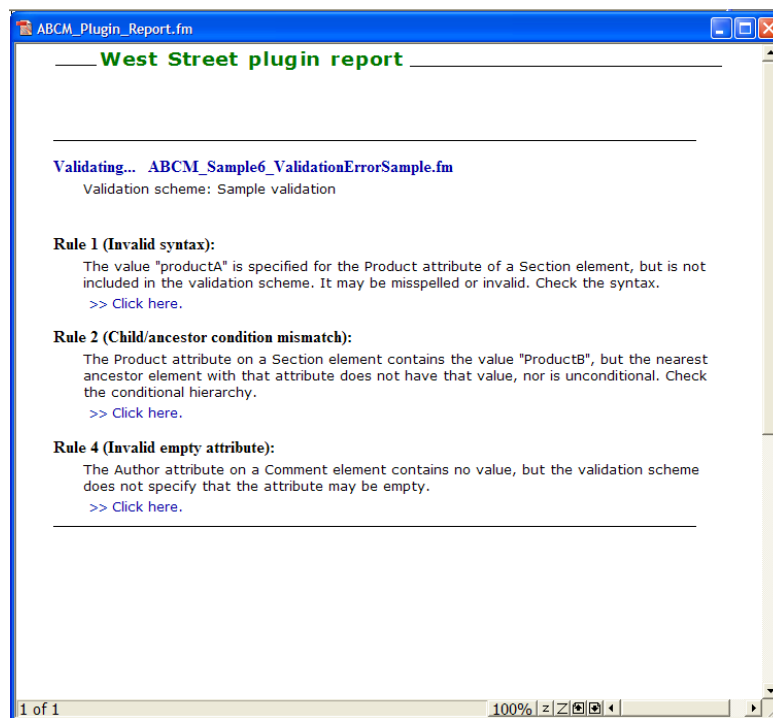 ABCM_Plugin_Report.fm
West Street plugin report
Validating... ABCM_Sample6_ValidationErrorSample.fm
Validation scheme: Sample validation
Rule 1 (Invalid syntax):
The value "productA" is specified for the Product attribute of a Section element, but is not
included in the validation scheme. It may be misspelled or invalid. Check the syntax.
>> Click here.
Rule 2 (Child/ancestor condition mismatch):
The Product attribute on a Section element contains the value "ProductB", but the nearest
ancestor element with that attribute does not have that value, nor is unconditional. Check
the conditional hierarchy.
>> Click here.
Rule 4 (Invalid empty attribute):
The Author attribute on a Comment element contains no value, but the validation scheme
does not specify that the attribute may be empty.
>> Click here.
1 of 1 100% z Z